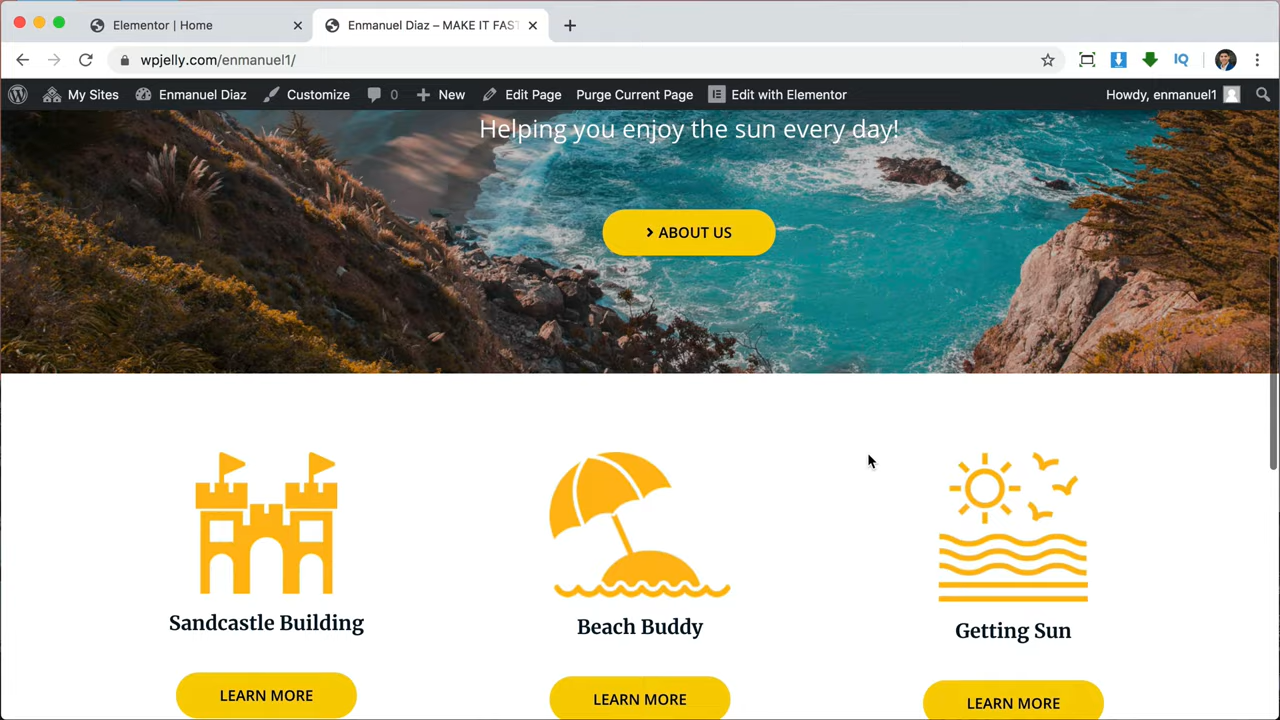 Elementor | Home
Enmanuel Diaz – MAKE IT FAST
wpjelly.com/enmanuel1/
IQ
My Sites
Enmanuel Diaz
Customize
0
New
Edit Page
Purge Current Page
Edit with Elementor
Howdy, enmanuel1
Helping you enjoy the sun every day!
ABOUT US
Sandcastle Building
Beach Buddy
Getting Sun
LEARN MORE
LEARN MORE
LEARN MORE